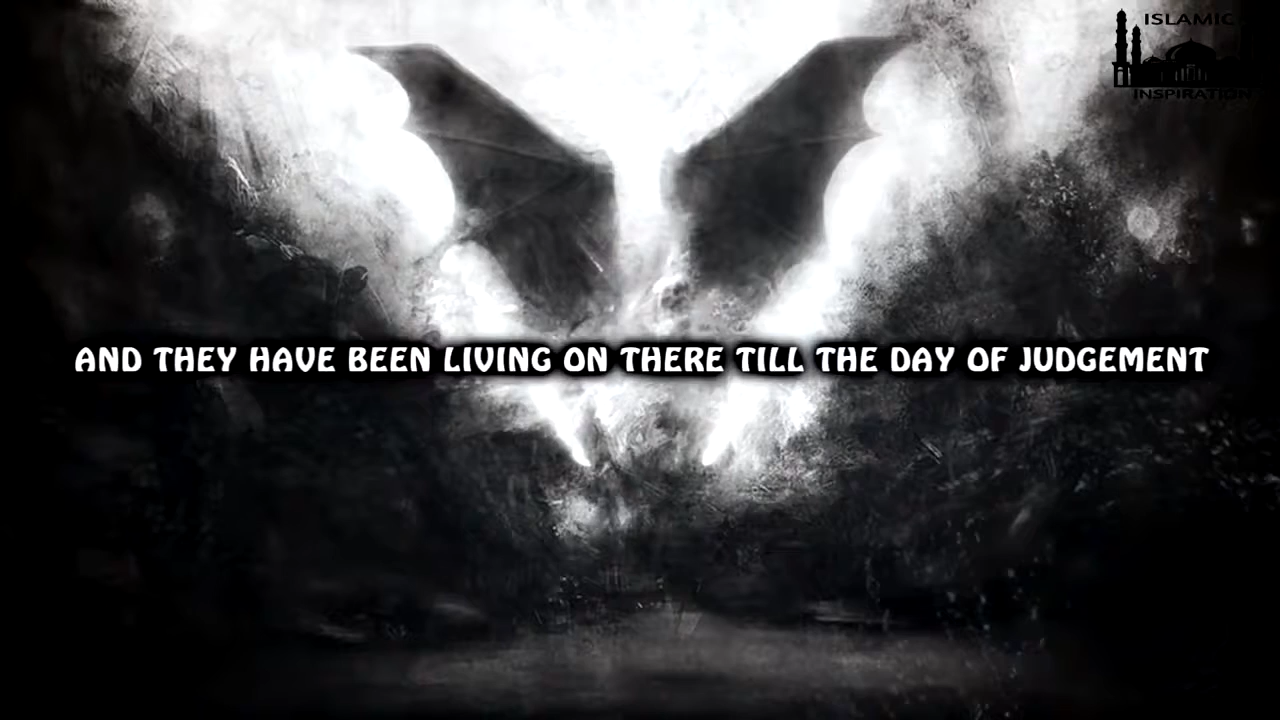 ISLAMIC
INSPIRATION
AND THEY HAVE BEEN LIVING ON THERE TILL THE DAY OF JUDGEMENT